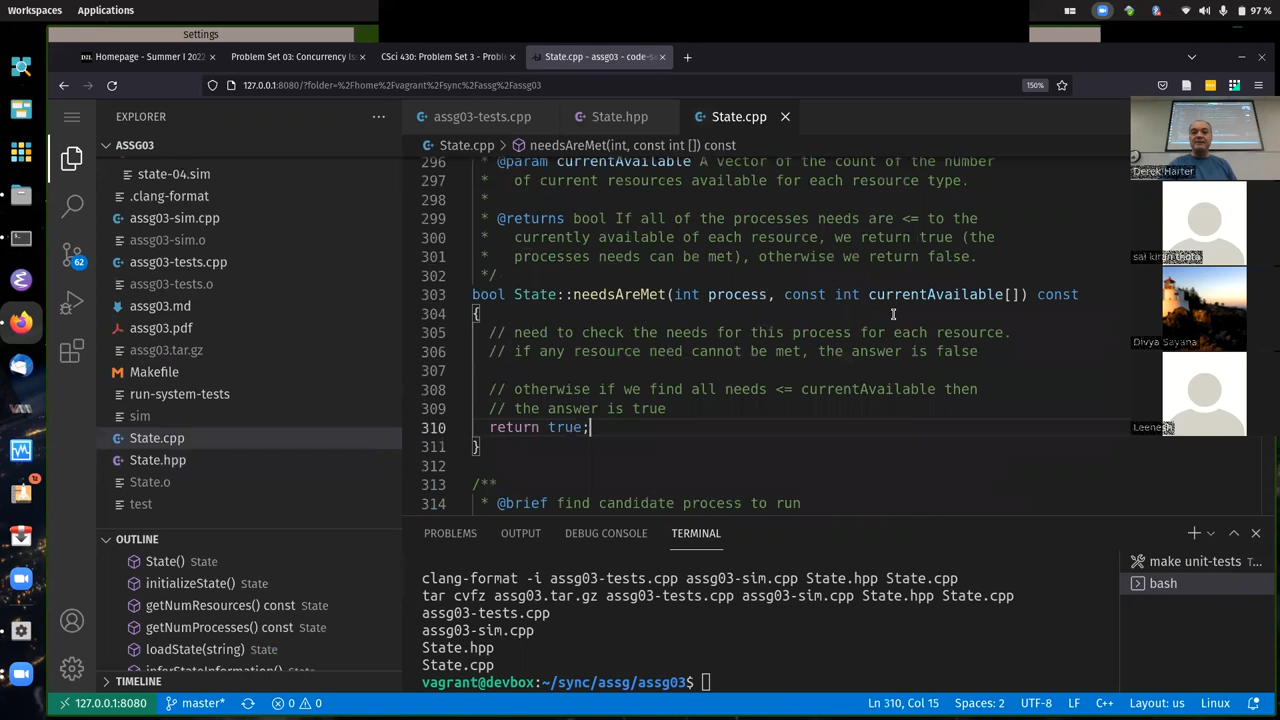 Workspaces Applications 97 %
Settings
Homepage - Summer I 2022 Problem Set 03: Concurrency Is: CSci 430: Problem Set 3 - Probler State.cpp - assg03 - code-se
127.0.0.1:8080/?folder=%2Fhome%2Fvagrant%2Fsync%2Fassg%2Fassg03 150%
EXPLORER
assg03-tests.cpp State.hpp State.cpp
ASSG03
State.cpp > needsAreMet(int, const int []) const
state-04.sim
.clang-format
assg03-sim.cpp
assg03-sim.o
assg03-tests.cpp
assg03-tests.o
assg03.md
assg03.pdf
assg03.tar.gz
Makefile
run-system-tests
sim
State.cpp
State.hpp
State.o
test
62
12
296 * @param currentAvailable A vector of the count of the number
297 * of current resources available for each resource type.
298 *
299 * @returns bool If all of the processes needs are <= to the
300 * currently available of each resource, we return true (the
301 * processes needs can be met), otherwise we return false.
302 */
303 bool State::needsAreMet(int process, const int currentAvailable[]) const
304 {
305 // need to check the needs for this process for each resource.
306 // if any resource need cannot be met, the answer is false
307
308 // otherwise if we find all needs <= currentAvailable then
309 // the answer is true
310 return true;
311 }
312
313 /**
314 * @brief find candidate process to run
Derek Harter
sai kiran thota
Divya Sayana
Leenesh
OUTLINE
State() State
initializeState() State
getNumResources() const State
getNumProcesses() const State
loadState(string) State
inferStateInformation() State
TIMELINE
PROBLEMS OUTPUT DEBUG CONSOLE TERMINAL
make unit-tests ...
bash
clang-format -i assg03-tests.cpp assg03-sim.cpp State.hpp State.cpp
tar cvfz assg03.tar.gz assg03-tests.cpp assg03-sim.cpp State.hpp State.cpp
assg03-tests.cpp
assg03-sim.cpp
State.hpp
State.cpp
vagrant@devbox:~/sync/assg/assg03$
127.0.0.1:8080 master* 0 0 Ln 310, Col 15 Spaces: 2 UTF-8 LF C++ Layout: us Linux